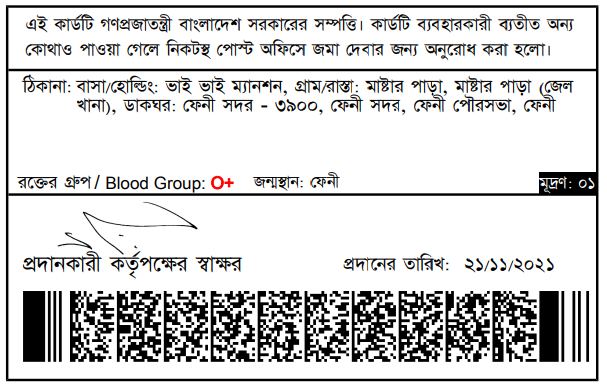 এই কার্ডটি গণপ্রজাতন্ত্রী বাংলাদেশ সরকারের সম্পত্তি। কার্ডটি ব্যবহারকারী ব্যতীত অন্য
কোথাও পাওয়া গেলে নিকটস্থ পোস্ট অফিসে জমা দেবার জন্য অনুরোধ করা হলো।
ঠিকানা: বাসা/হোল্ডিং: ভাই ভাই ম্যানশন, গ্রাম/রাস্তা: মাষ্টার পাড়া, মাষ্টার পাড়া (জেল
খানা), ডাকঘর: ফেনী সদর - ৩৯০০, ফেনী সদর, ফেনী পৌরসভা, ফেনী
রক্তের গ্রুপ / Blood Group: O+ জন্মস্থান: ফেনী মূদ্রণ: ০১
প্রদানকারী কর্তৃপক্ষের স্বাক্ষর প্রদানের তারিখ: ২১/১১/২০২১